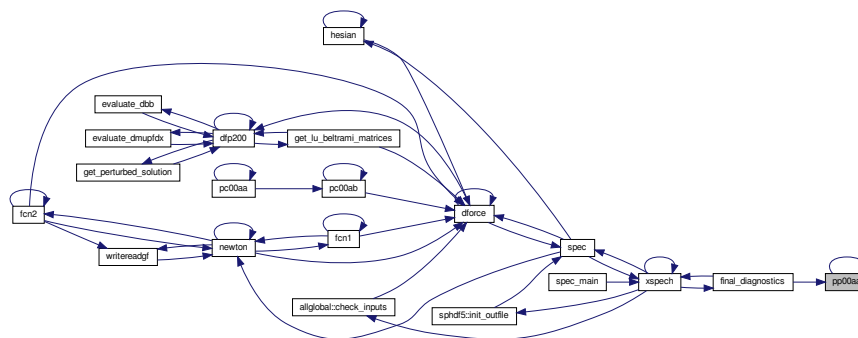 hesian
evaluate_dbb
evaluate_dmupfdx
dfp200
get_lu_beltrami_matrices
get_perturbed_solution
pc00aa
pc00ab
fcn2
dforce
fcn1
newton
writereadgf
spec
spec_main
xspech
final_diagnostics
pp00aa
allglobal::check_inputs
sphdf5::init_outfile